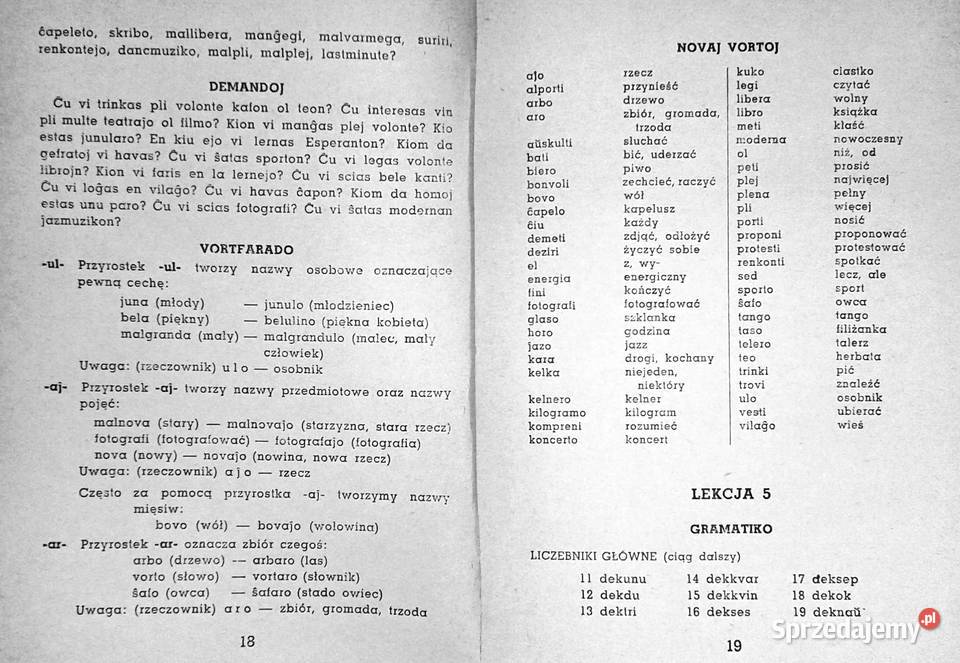 ĉapeleto, skribo, mallibera, manĝegi, malvarmega, suriri,
renkontejo, dancmuziko, malpli, malplej, lastminute?
DEMANDOJ
Ĉu vi trinkas pli volonte kafon ol teon? Ĉu interesas vin
pli multe teatraĵo ol filmo? Kion vi manĝas plej volonte? Kio
estas junularo? En kiu ejo vi lernas Esperanton? Kiom da
gefratoj vi havas? Ĉu vi ŝatas sporton? Ĉu vi legas volonte
librojn? Kion vi faris en la lernejo? Ĉu vi scias bele kanti?
Ĉu vi loĝas en vilaĝo? Ĉu vi havas ĉapon? Kiom da homoj
estas unu paro? Ĉu vi scias fotografi? Ĉu vi ŝatas modernan
jazmuzikon?
VORTFARADO
-ul- Przyrostek -ul- tworzy nazwy osobowe oznaczające
pewną cechę:
juna (młody) — junulo (młodzieniec)
bela (piękny) — belulino (piękna kobieta)
malgranda (mały) — malgrandulo (malec, mały
człowiek)
Uwaga: (rzeczownik) ulo — osobnik
-aj- Przyrostek -aj- tworzy nazwy przedmiotowe oraz nazwy
pojęć:
malnova (stary) — malnovajo (starzyzna, stara rzecz)
fotografi (fotografować) — fotografajo (fotografia)
nova (nowy) — novajo (nowina, nowa rzecz)
Uwaga: (rzeczownik) ajo — rzecz
Często za pomocą przyrostka -aj- tworzymy nazwy
mięsiw:
bovo (wół) — bovajo (wołowina)
-ar- Przyrostek -ar- oznacza zbiór czegoś:
arbo (drzewo) — arbaro (las)
vorto (słowo) — vortaro (słownik)
ŝafo (owca) — ŝafaro (stado owiec)
Uwaga: (rzeczownik) aro — zbiór, gromada, trzoda
18
NOVAJ VORTOJ
ajo rzecz
alporti przynieść
arbo drzewo
aro zbiór, gromada,
trzoda
aŭskulti słuchać
bati bić, uderzać
biero piwo
bonvoli zechcieć, raczyć
bovo wół
ĉapelo kapelusz
ĉiu każdy
demeti zdjąć, odłożyć
deziri życzyć sobie
el z, wy-
energia energiczny
fini kończyć
fotografi fotografować
glaso szklanka
horo godzina
jazo jazz
kara drogi, kochany
kelka niejeden,
niektóry
kelnero kelner
kilogramo kilogram
kompreni rozumieć
koncerto koncert
kuko ciastko
legi czytać
libera wolny
libro książka
meti kłaść
moderna nowoczesny
ol niż, od
peti prosić
plej najwięcej
plena pełny
pli więcej
porti nosić
proponi proponować
protesti protestować
renkonti spotkać
sed lecz, ale
sporto sport
ŝafo owca
tango tango
taso filiżanka
telero talerz
teo herbata
trinki pić
trovi znaleźć
ulo osobnik
vesti ubierać
vilaĝo wieś
LEKCJA 5
GRAMATIKO
LICZEBNIKI GŁÓWNE (ciąg dalszy)
11 dekunu 14 dekkvar 17 deksep
12 dekdu 15 dekkvin 18 dekok
13 dektri 16 dekses 19 deknaŭ
19
Sprzedajemy.pl